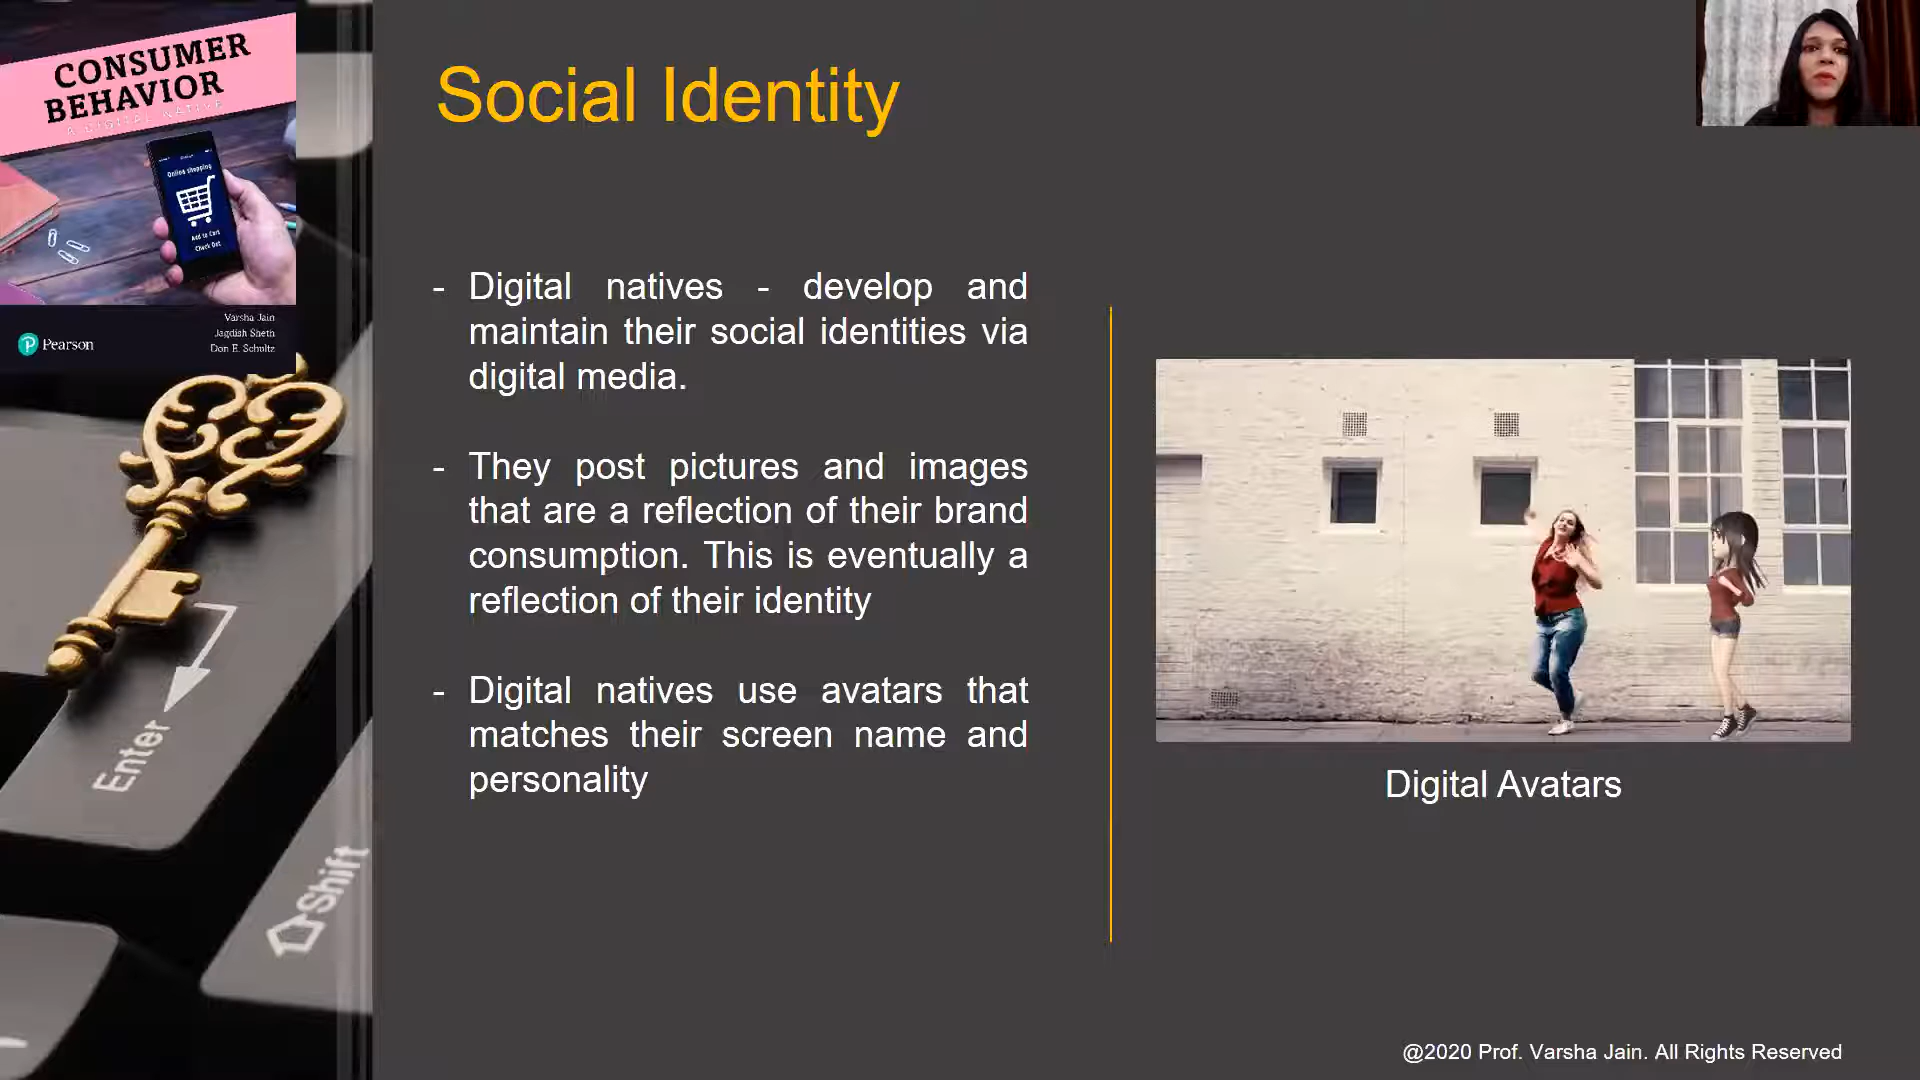 CONSUMER
BEHAVIOR
A DIGITAL NATIVE
Online shopping
Add to Cart
Check Out
Varsha Jain
Jagdish Sheth
Don E. Schultz
Pearson
Enter
Shift
Social Identity
- Digital natives - develop and
maintain their social identities via
digital media.
- They post pictures and images
that are a reflection of their brand
consumption. This is eventually a
reflection of their identity
- Digital natives use avatars that
matches their screen name and
personality
Digital Avatars
@2020 Prof. Varsha Jain. All Rights Reserved